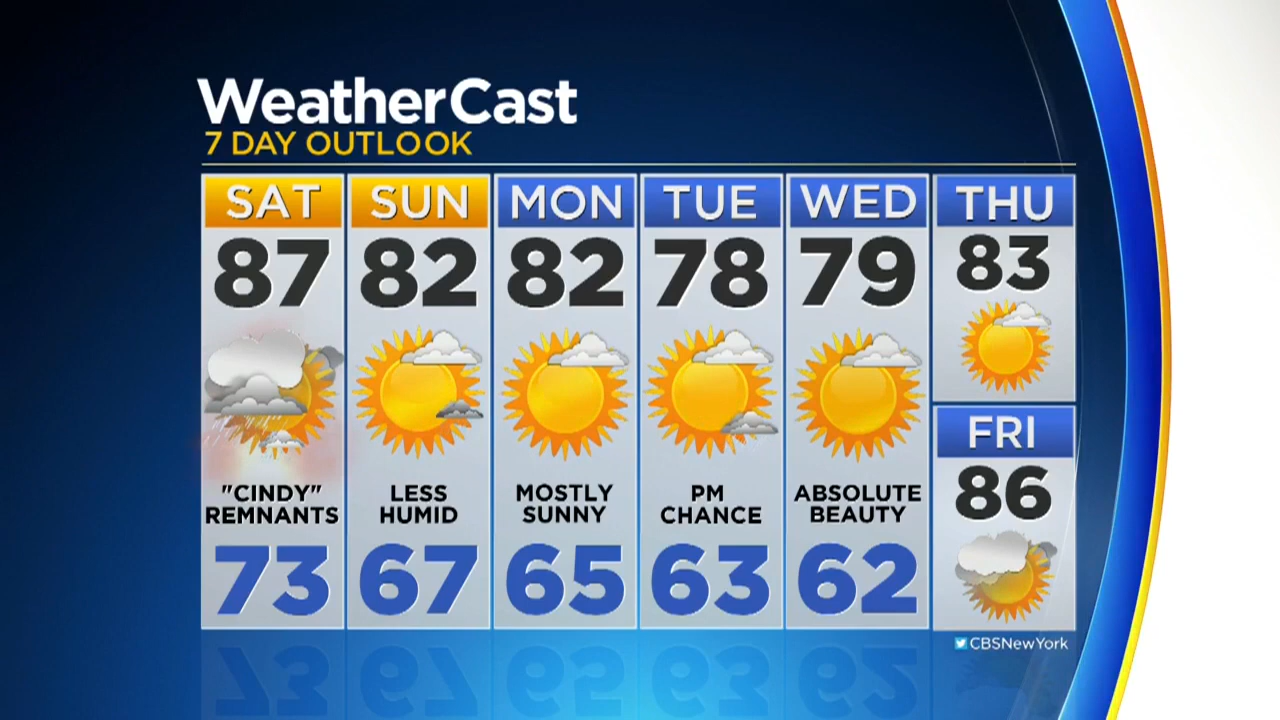 WeatherCast
7 DAY OUTLOOK
SAT
87
"CINDY"
REMNANTS
73
SUN
82
LESS
HUMID
67
MON
82
MOSTLY
SUNNY
65
TUE
78
PM
CHANCE
63
WED
79
ABSOLUTE
BEAUTY
62
THU
83
FRI
86
CBSNewYork